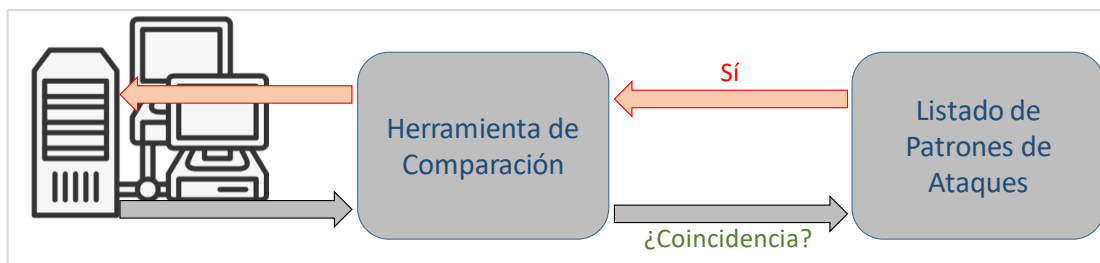 Sí
Herramienta de
Comparación
Listado de
Patrones de
Ataques
¿Coincidencia?